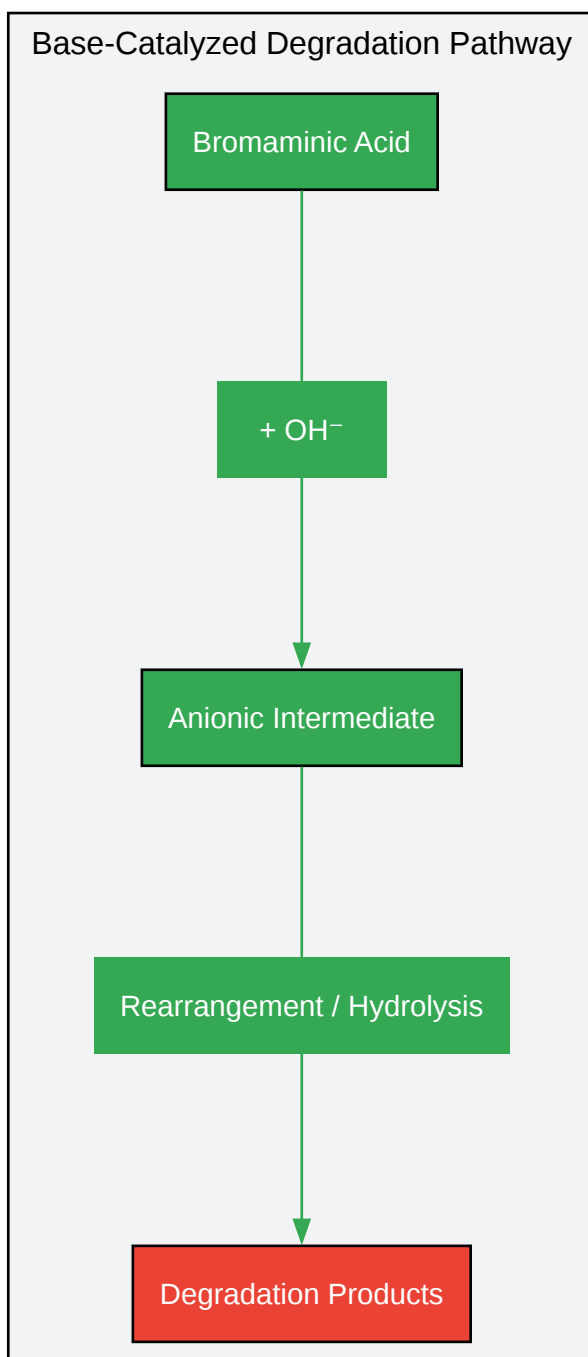 Base-Catalyzed Degradation Pathway
Bromaminic Acid
+ OH⁻
Anionic Intermediate
Rearrangement / Hydrolysis
Degradation Products